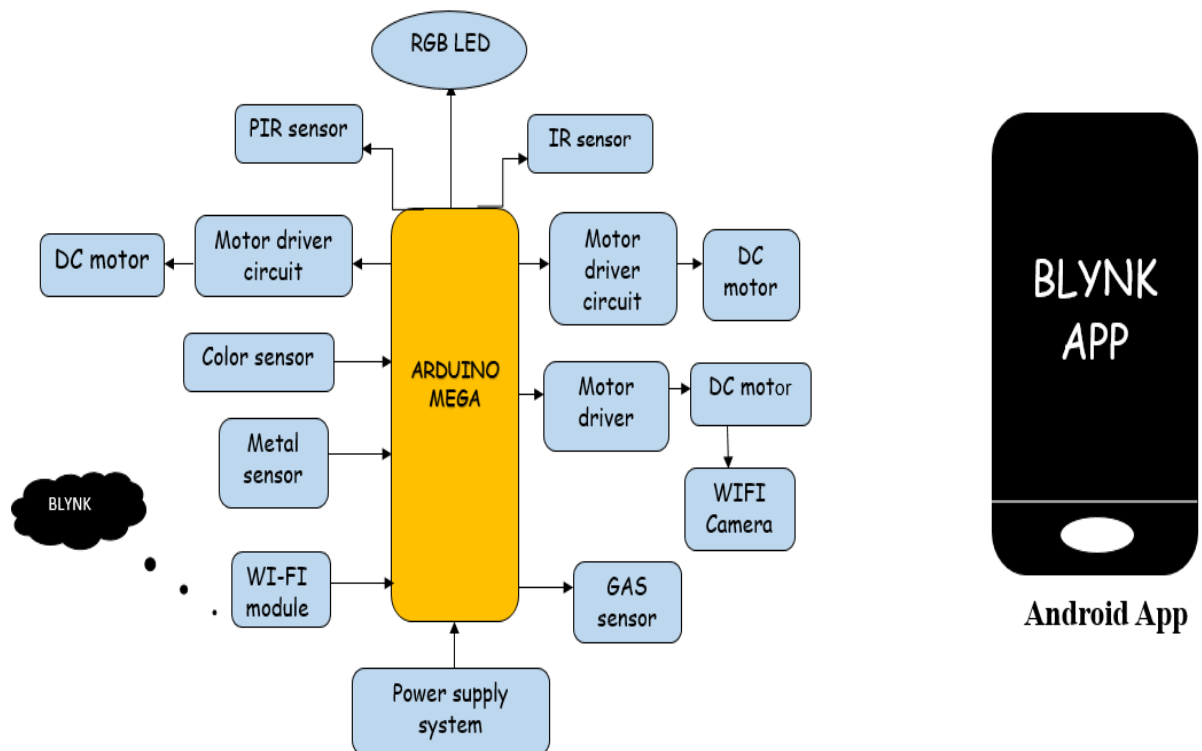 RGB LED
PIR sensor
IR sensor
DC motor
Motor driver
circuit
Motor
driver
circuit
DC
motor
Color sensor
ARDUINO
MEGA
Motor
driver
DC motor
Metal
sensor
WIFI
Camera
BLYNK
WI-FI
module
GAS
sensor
Power supply
system
BLYNK
APP
Android App